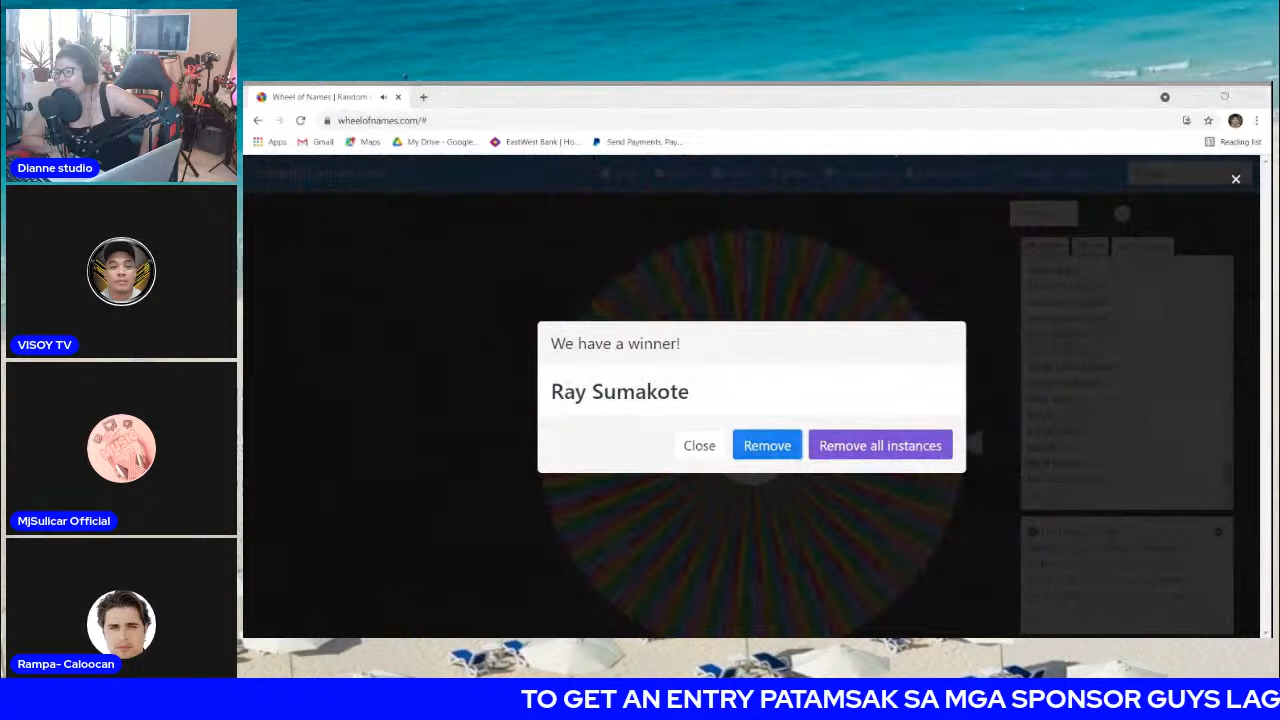 Wheel of Names | Random
wheelofnames.com/#
Apps
Gmail
Maps
My Drive - Google...
EastWest Bank | Ho...
Send Payments, Pay...
Reading list
Dianne studio
VISOY TV
MjSulicar Official
Rampa- Caloocan
We have a winner!
Ray Sumakote
Close
Remove
Remove all instances
TO GET AN ENTRY PATAMSAK SA MGA SPONSOR GUYS LAG